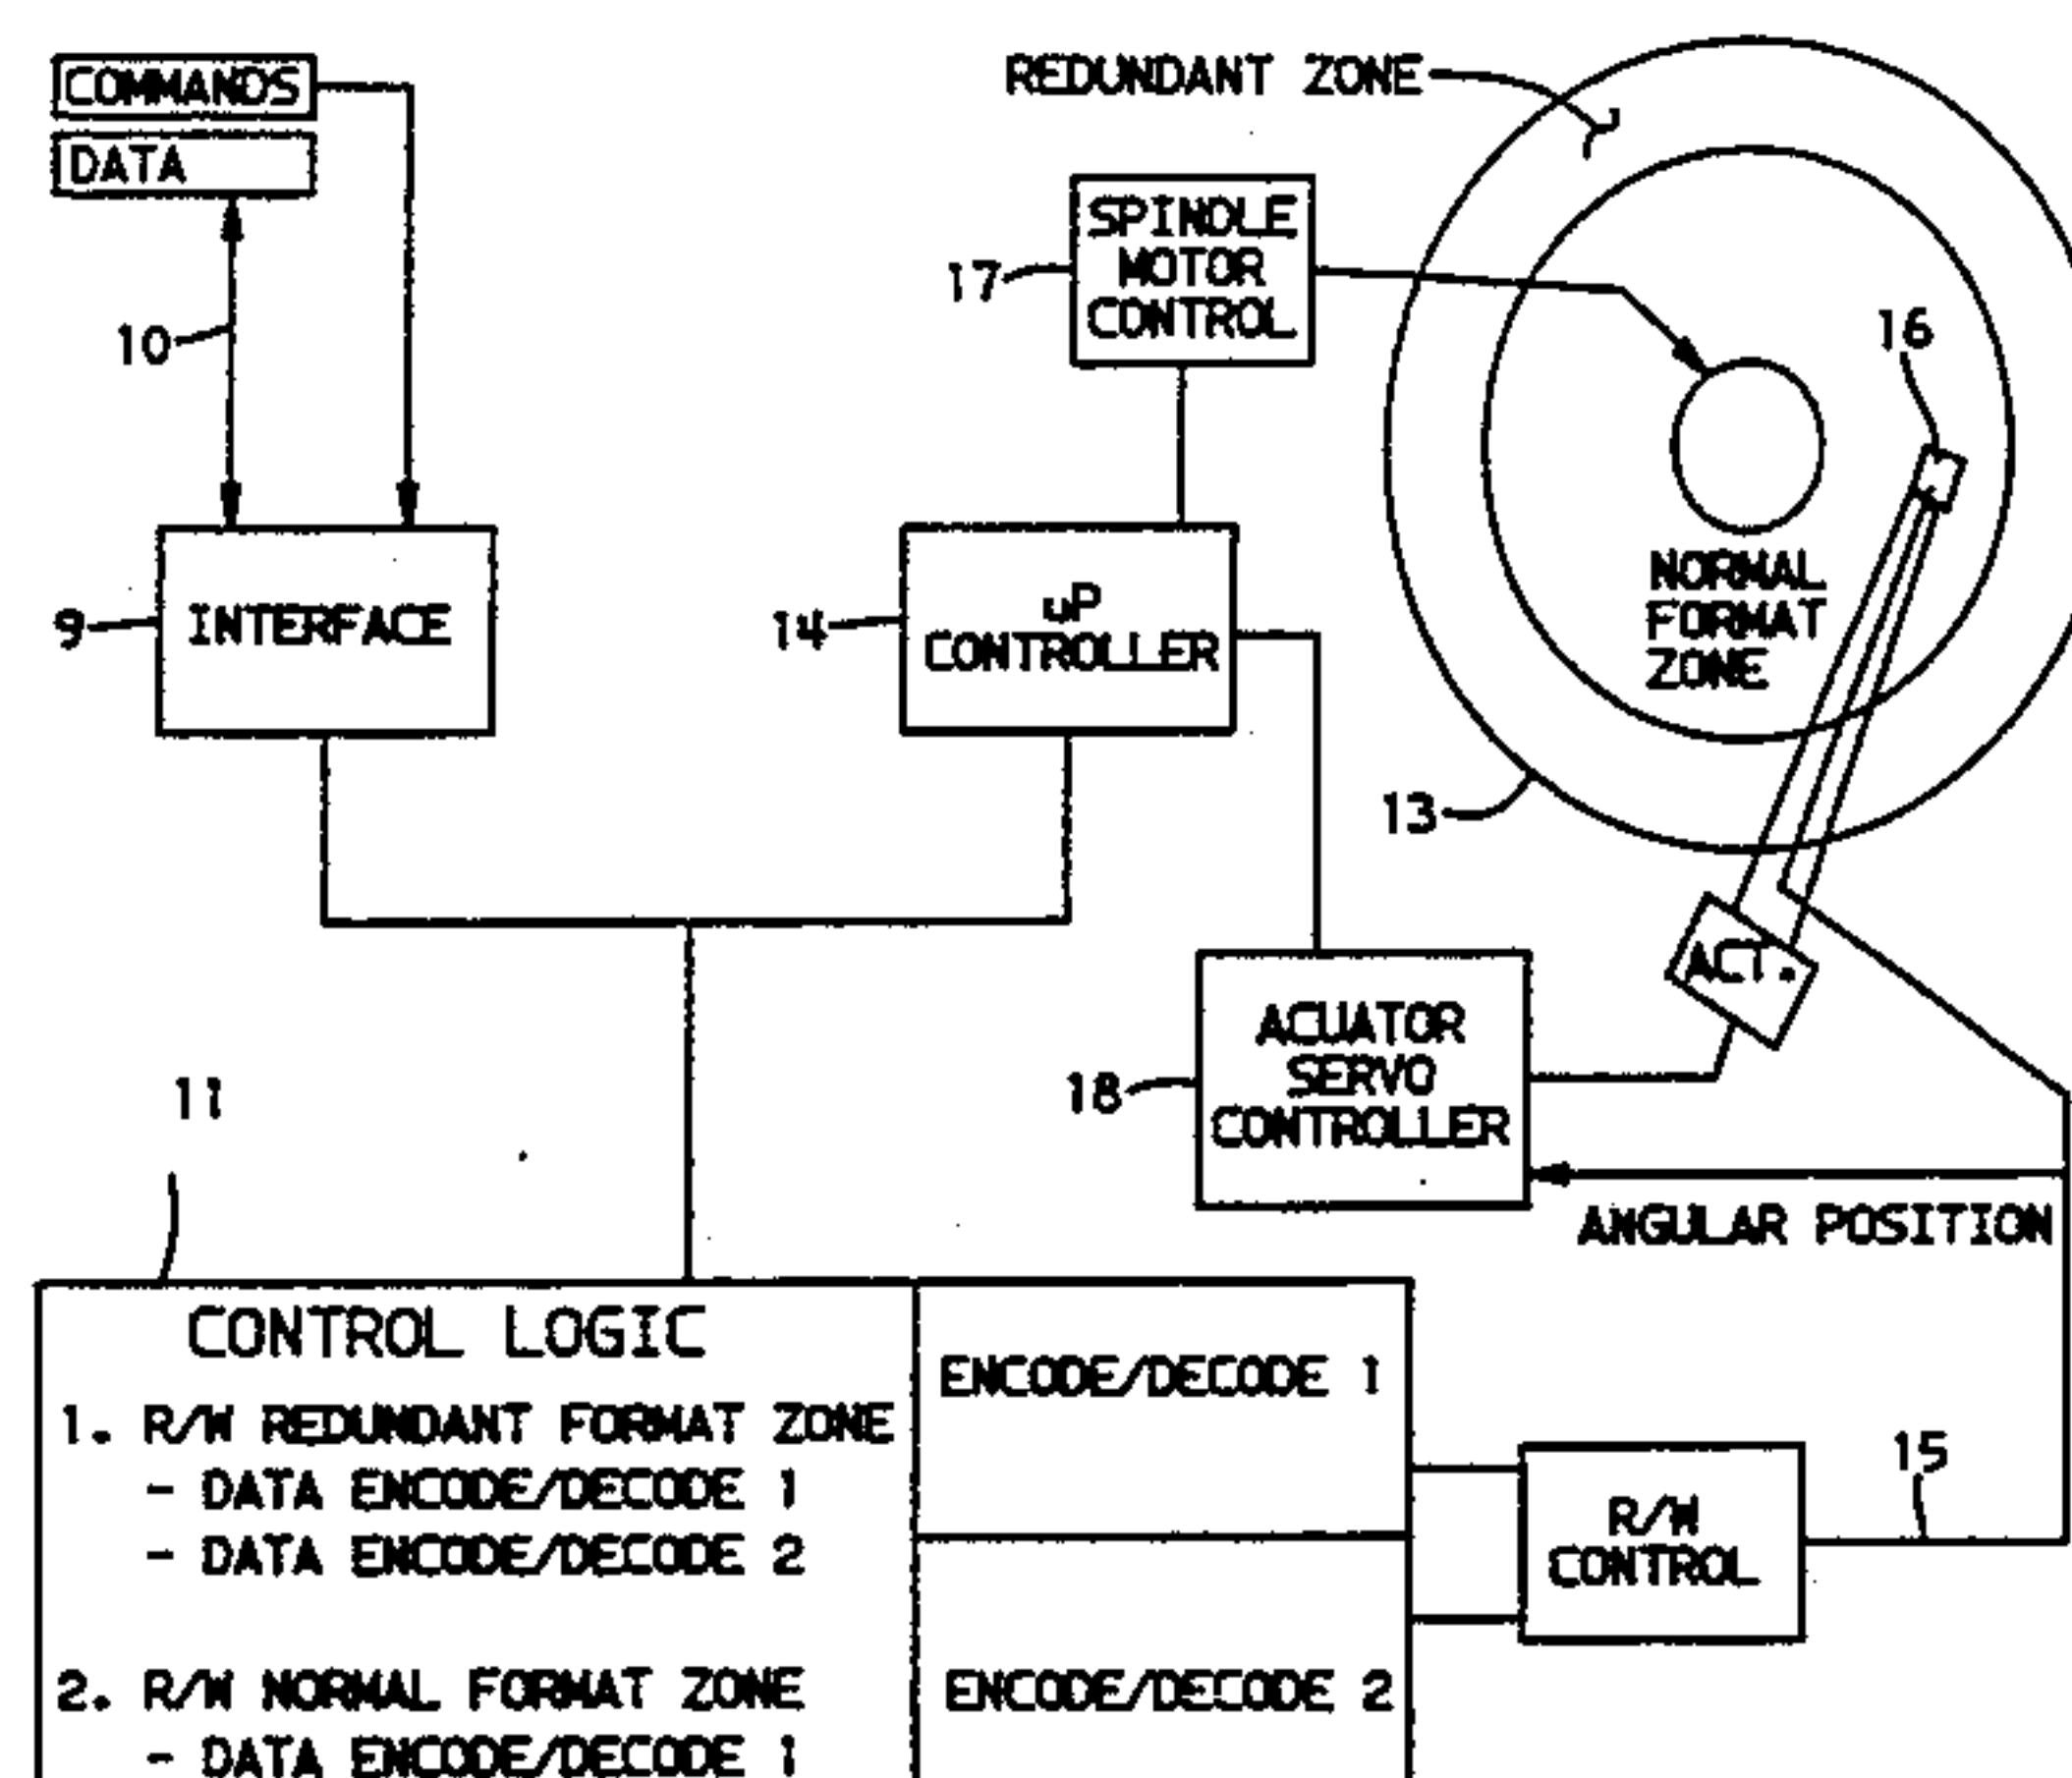 COMMANDS
DATA
REDUNDANT ZONE
SPINDLE
MOTOR
CONTROL
17
16
10
NORMAL
FORMAT
ZONE
9
INTERFACE
14
uP
CONTROLLER
13
ACT.
ACUATOR
SERVO
CONTROLLER
18
11
ANGULAR POSITION
CONTROL LOGIC
1. R/W REDUNDANT FORMAT ZONE
- DATA ENCODE/DECODE 1
- DATA ENCODE/DECODE 2
2. R/W NORMAL FORMAT ZONE
- DATA ENCODE/DECODE 1
ENCODE/DECODE 1
ENCODE/DECODE 2
R/W
CONTROL
15